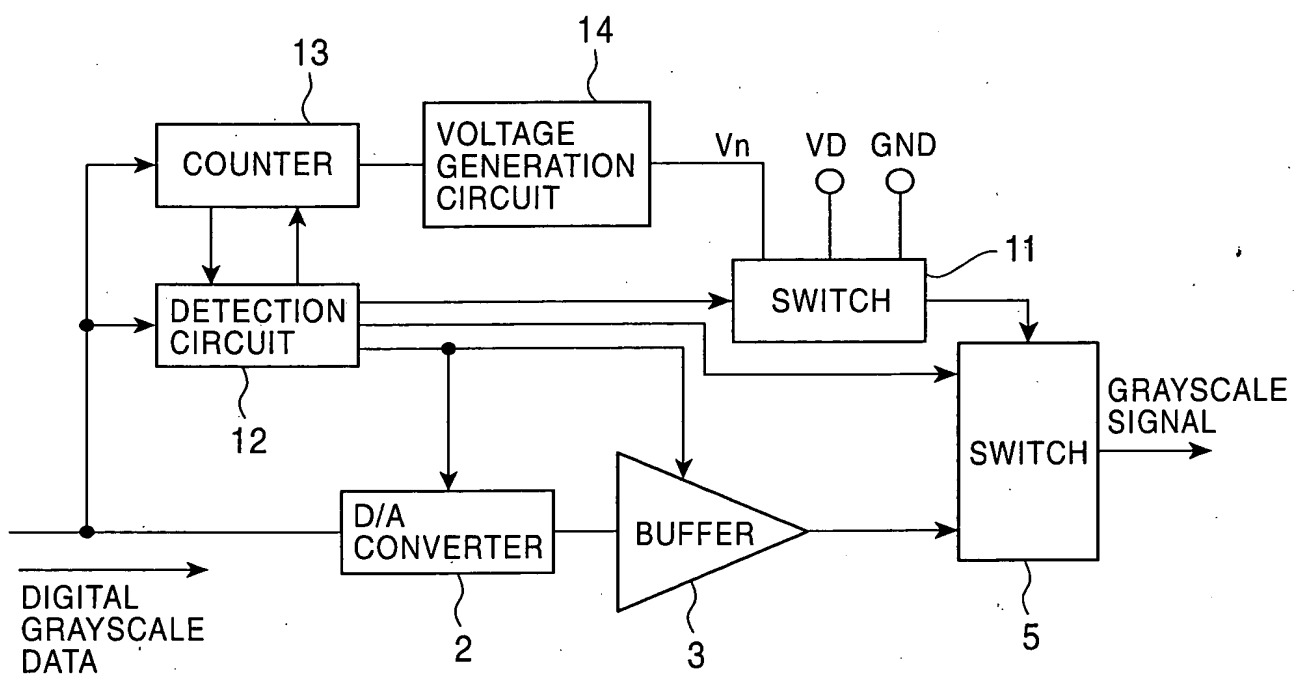 14
13
VOLTAGE
GENERATION
CIRCUIT
COUNTER
Vn
VD
GND
11
SWITCH
DETECTION
CIRCUIT
12
GRAYSCALE
SIGNAL
SWITCH
D/A
CONVERTER
BUFFER
DIGITAL
GRAYSCALE
DATA
2
3
5